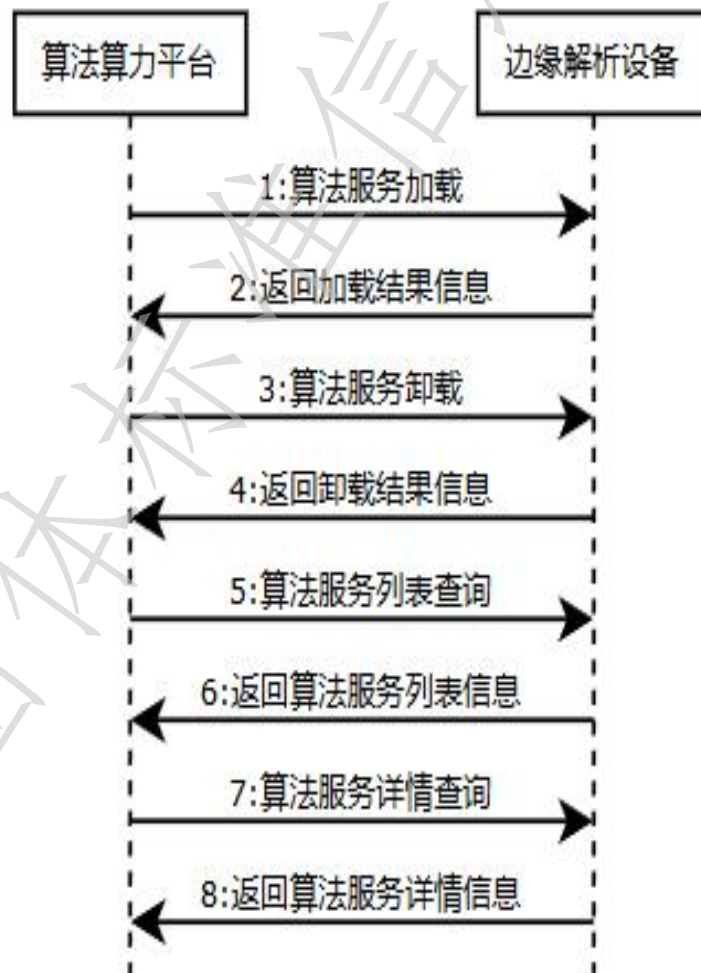 算法算力平台
边缘解析设备
1:算法服务加载
2:返回加载结果信息
3:算法服务卸载
4:返回卸载结果信息
5:算法服务列表查询
6:返回算法服务列表信息
7:算法服务详情查询
8:返回算法服务详情信息
体标准信